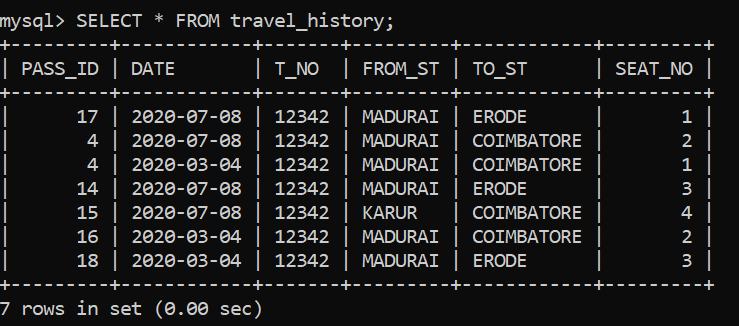 mysql> SELECT * FROM travel_history;
+---------+------------+-------+---------+------------+---------+
| PASS_ID | DATE       | T_NO  | FROM_ST | TO_ST      | SEAT_NO |
+---------+------------+-------+---------+------------+---------+
|      17 | 2020-07-08 | 12342 | MADURAI | ERODE      |       1 |
|       4 | 2020-07-08 | 12342 | MADURAI | COIMBATORE |       2 |
|       4 | 2020-03-04 | 12342 | MADURAI | COIMBATORE |       1 |
|      14 | 2020-07-08 | 12342 | MADURAI | ERODE      |       3 |
|      15 | 2020-07-08 | 12342 | KARUR   | COIMBATORE |       4 |
|      16 | 2020-03-04 | 12342 | MADURAI | COIMBATORE |       2 |
|      18 | 2020-03-04 | 12342 | MADURAI | ERODE      |       3 |
+---------+------------+-------+---------+------------+---------+
7 rows in set (0.00 sec)